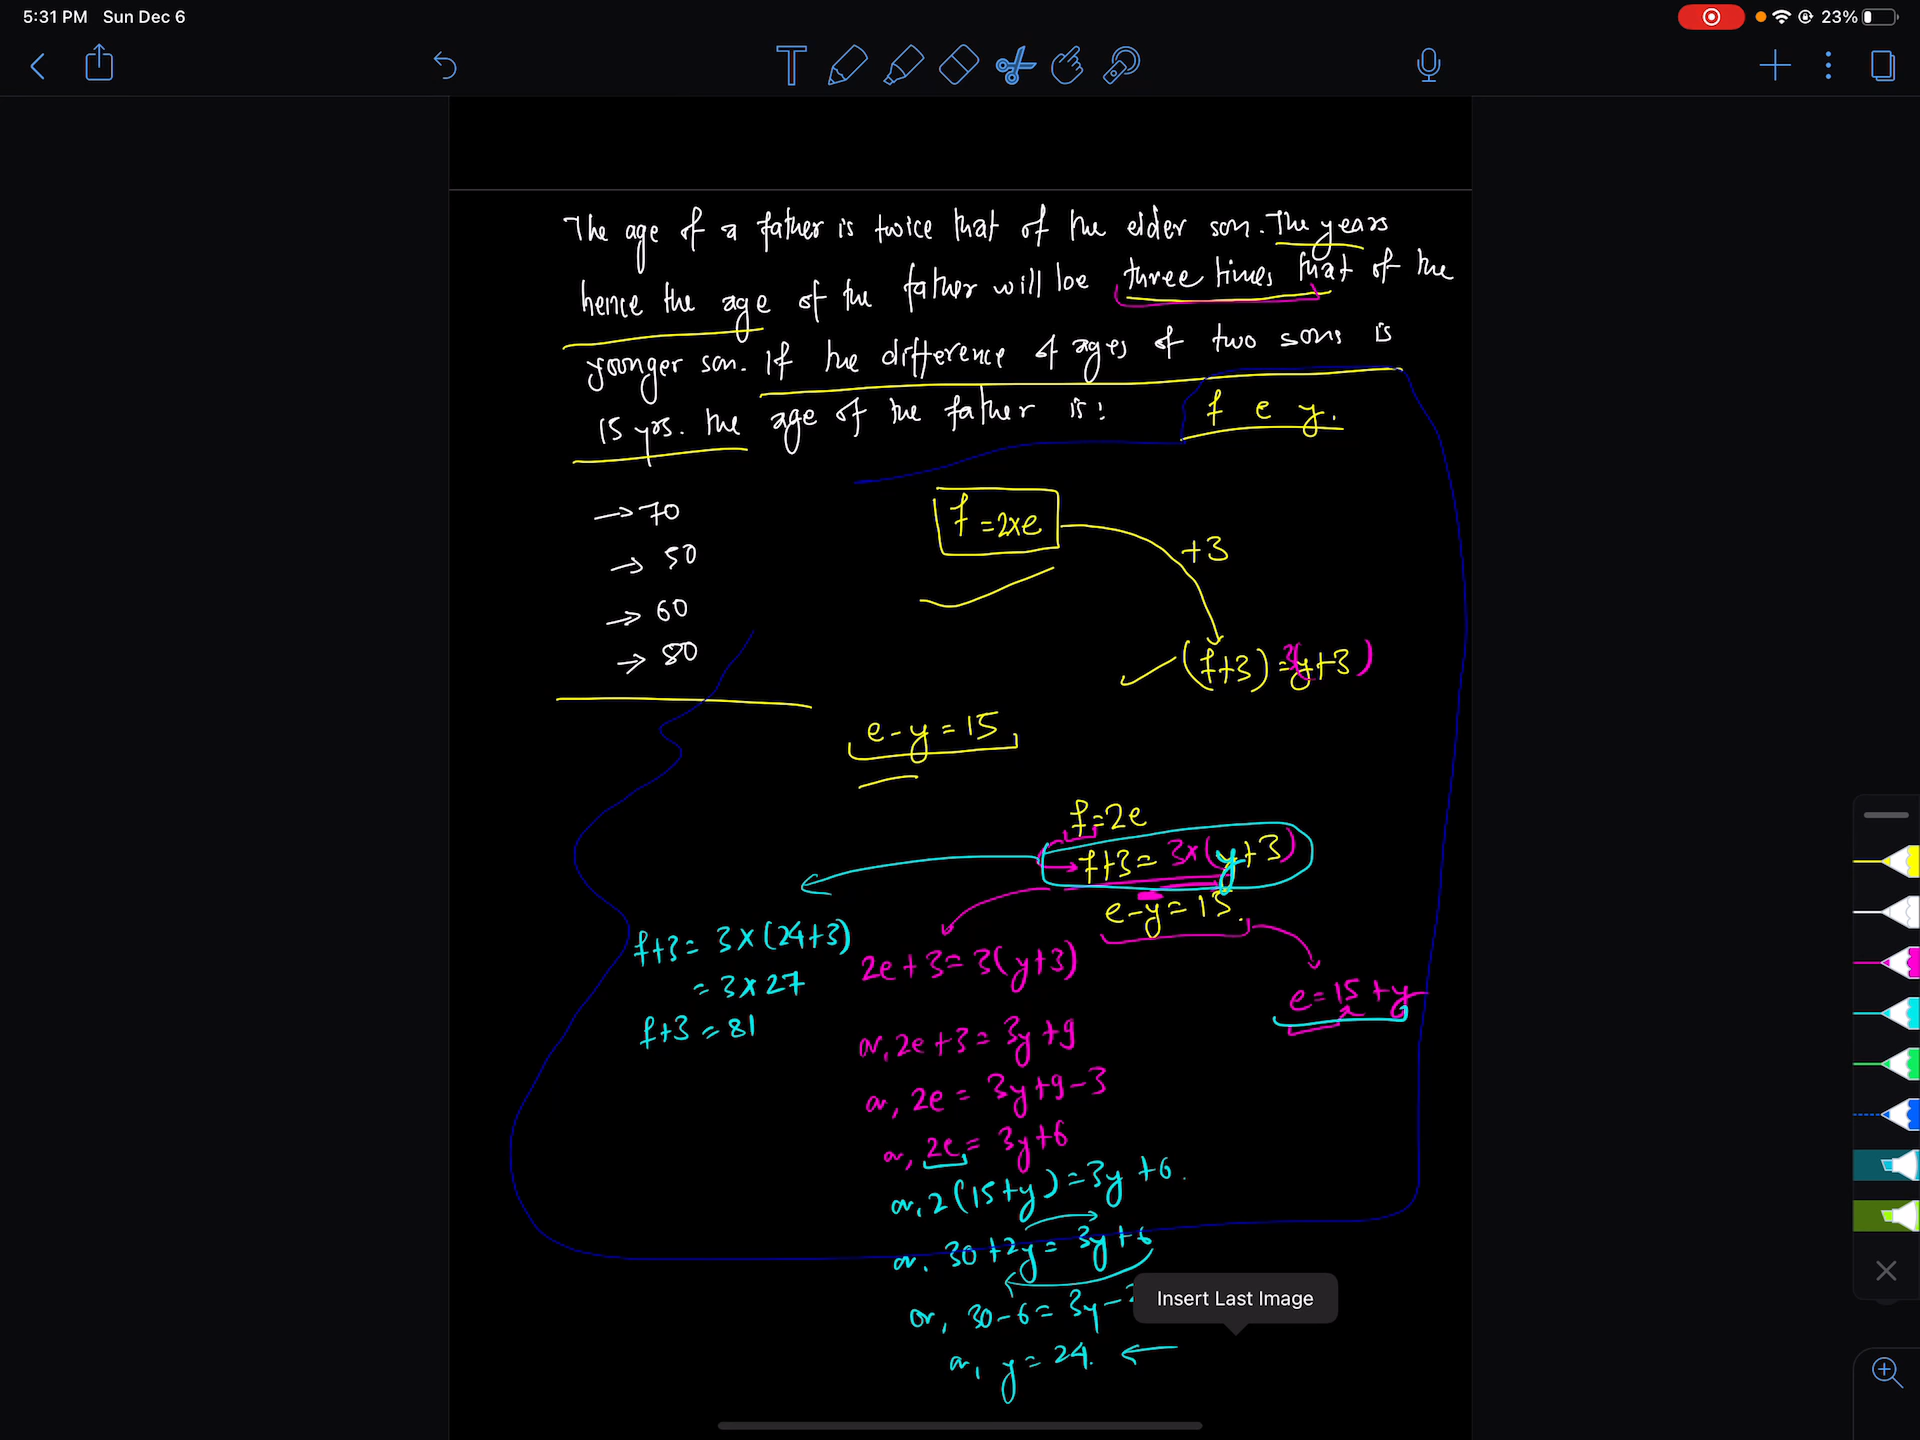 5:31 PM Sun Dec 6
23%
The age of a father is twice that of the elder son. The years
hence the age of the father will be three times that of the
younger son. If the difference of ages of two sons is
15 yrs. the age of the father is:
f e y.
→ 70
→ 50
→ 60
→ 80
f = 2xe
+3
(f+3) = 3(y+3)
e-y = 15
f = 2e
f+3 = 3x(y+3)
e-y = 15.
e = 15 + y
f+3 = 3 x (24+3)
= 3 x 27
f+3 = 81
2e + 3 = 3(y+3)
or, 2e + 3 = 3y + 9
or, 2e = 3y + 9 - 3
or, 2e = 3y + 6
or, 2(15+y) = 3y + 6.
or, 30 + 2y = 3y + 6
or, 30 - 6 = 3y -
or, y = 24. ←
Insert Last Image